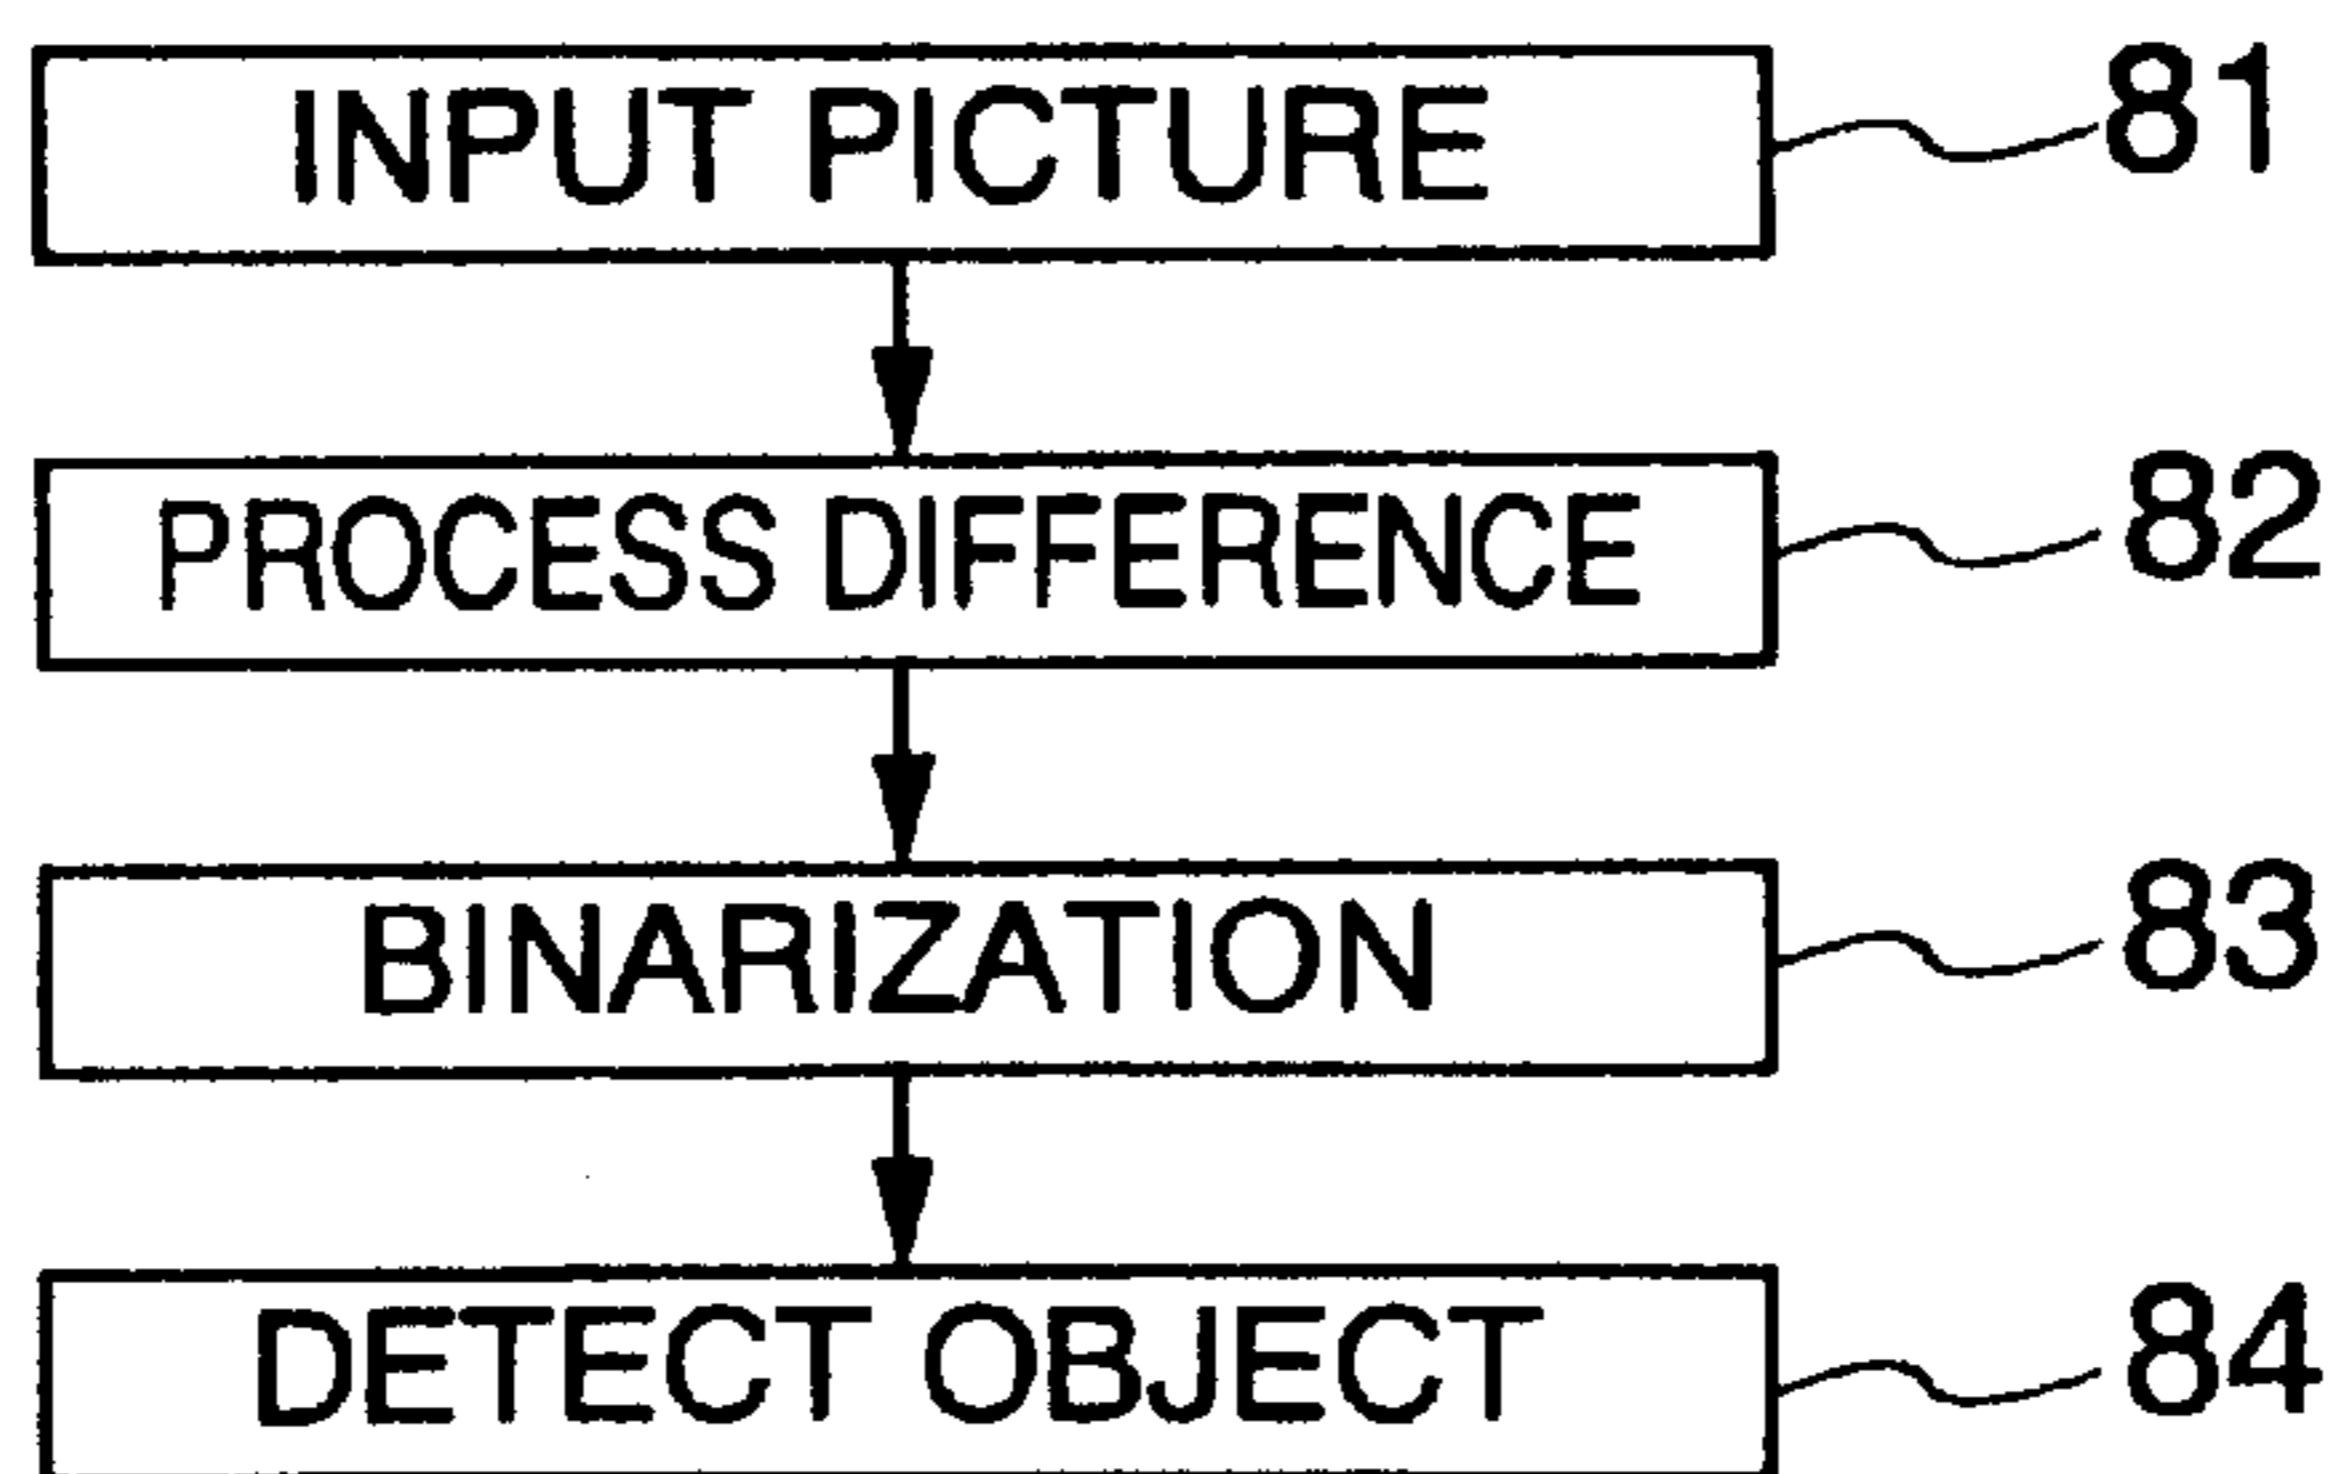 INPUT PICTURE 81
PROCESS DIFFERENCE 82
BINARIZATION 83
DETECT OBJECT 84